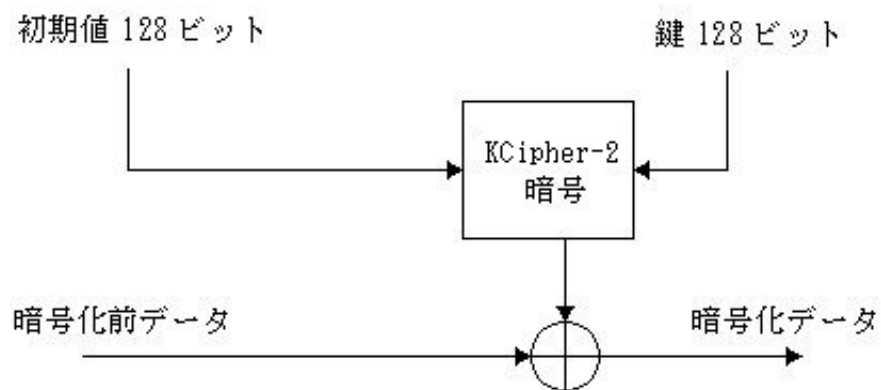 初期値 128 ビット
鍵 128 ビット
KCipher-2
暗号
暗号化前データ
暗号化データ